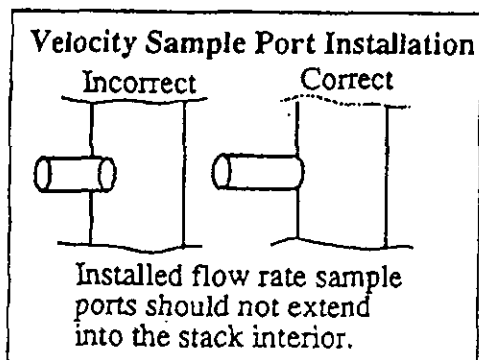 Velocity Sample Port Installation
Incorrect Correct
Installed flow rate sample
ports should not extend
into the stack interior.